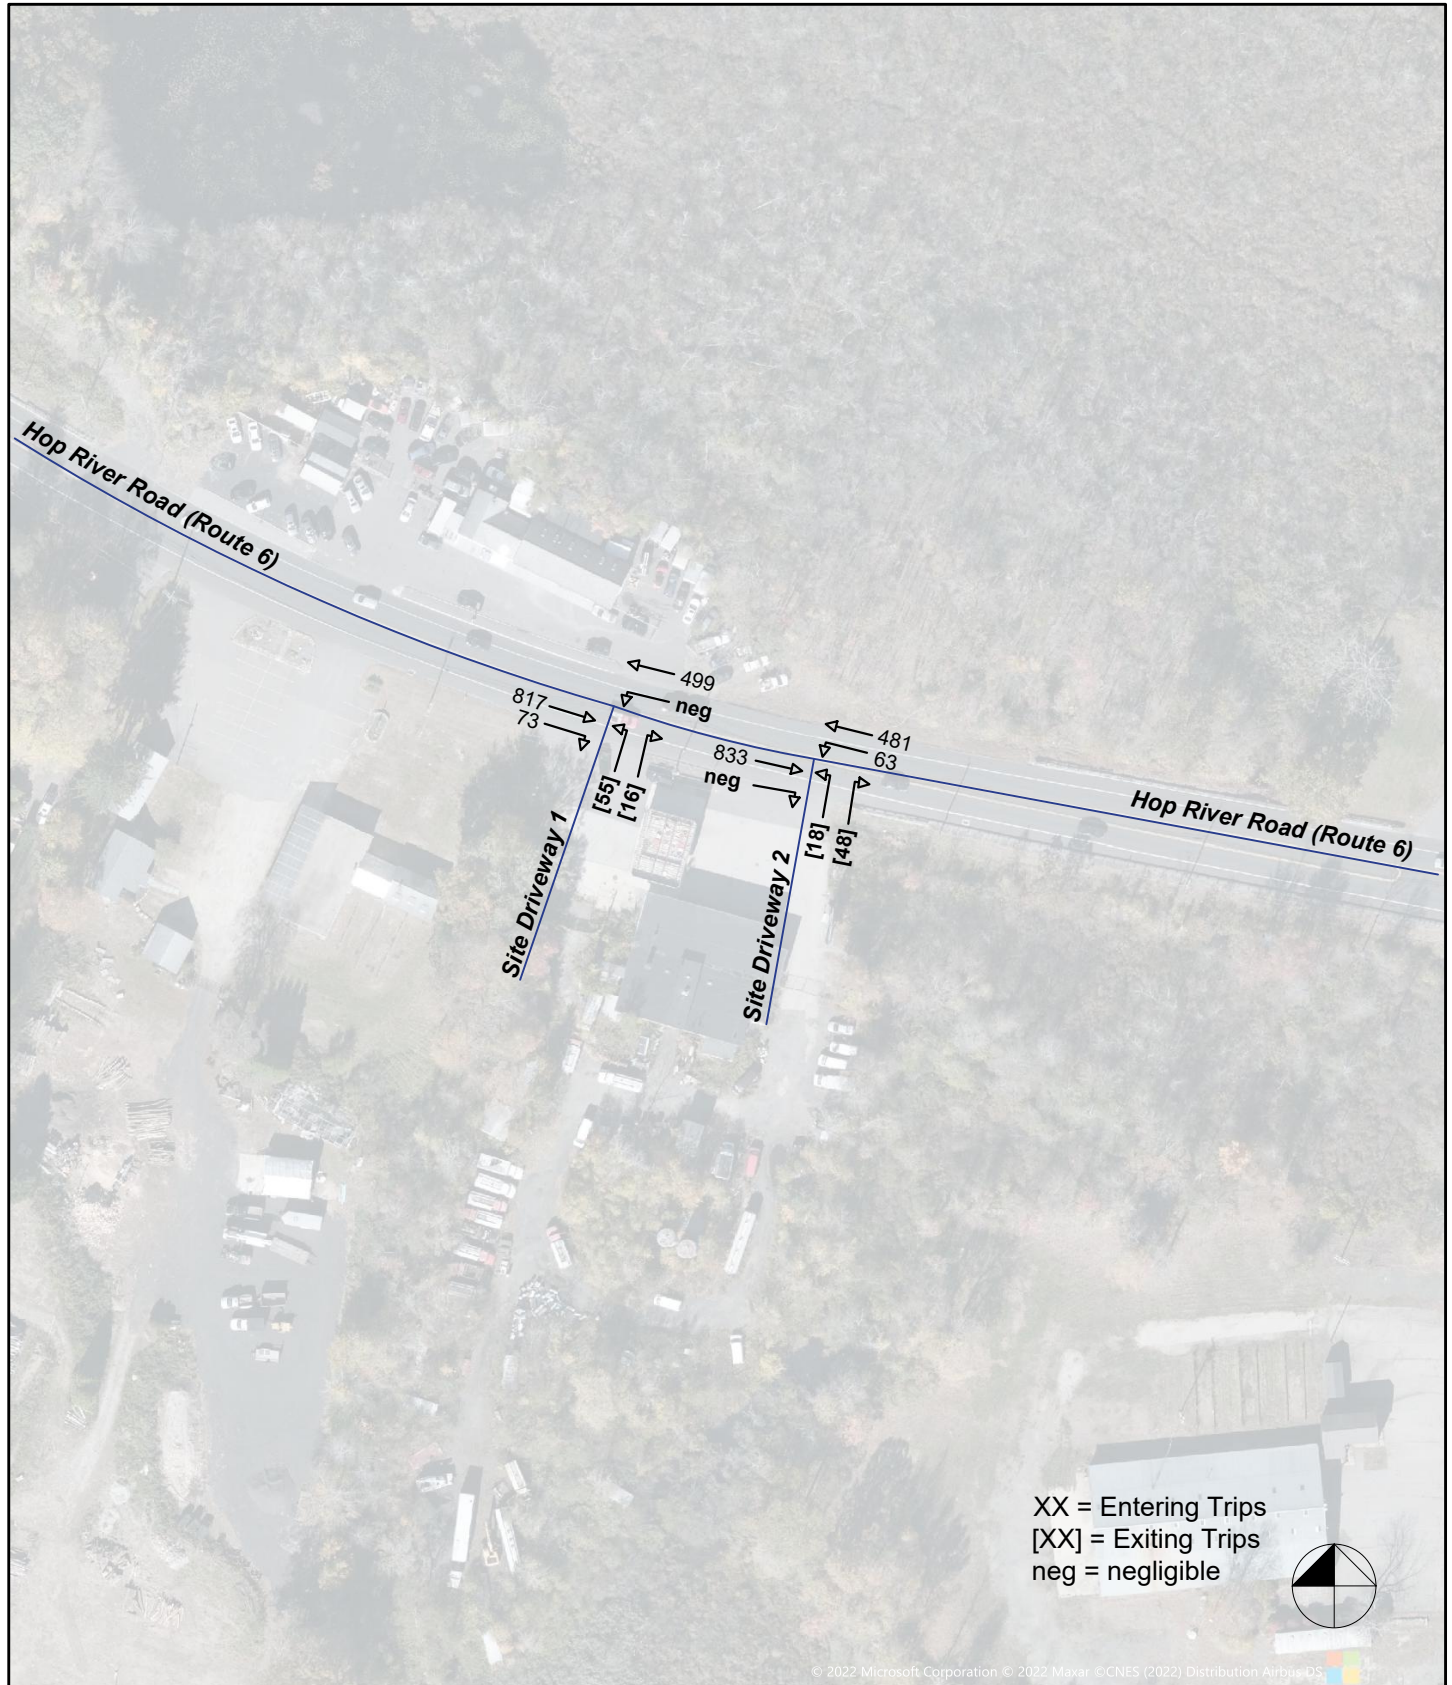 Hop River Road (Route 6)
499
neg
817
73
[55]
[16]
481
63
833
neg
[18]
[48]
Hop River Road (Route 6)
Site Driveway 1
Site Driveway 2
XX = Entering Trips
[XX] = Exiting Trips
neg = negligible
© 2022 Microsoft Corporation © 2022 Maxar ©CNES (2022) Distribution Airbus DS